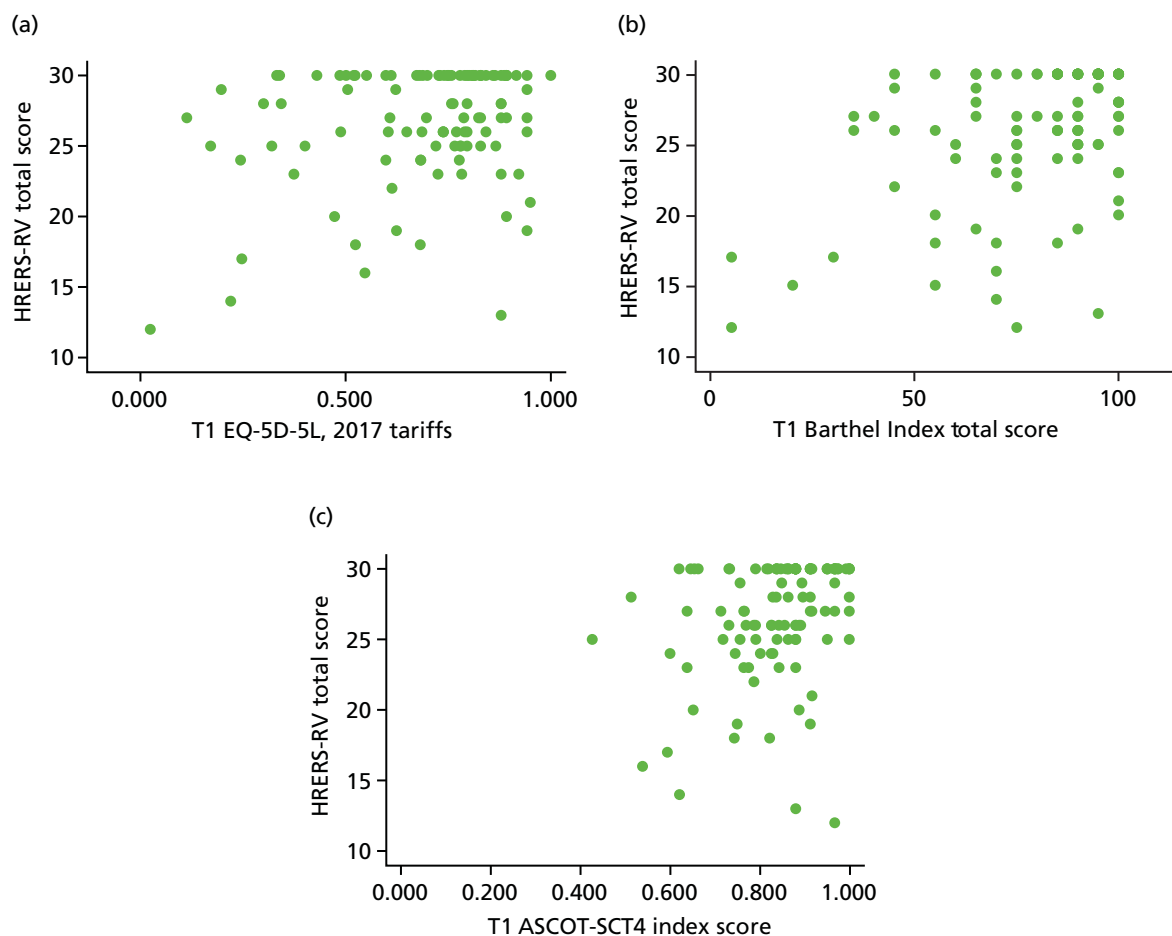 (a)
HRERS-RV total score
30
25
20
15
10
0.000 0.500 1.000
T1 EQ-5D-5L, 2017 tariffs
(b)
HRERS-RV total score
30
25
20
15
10
0 50 100
T1 Barthel Index total score
(c)
HRERS-RV total score
30
25
20
15
10
0.000 0.200 0.400 0.600 0.800 1.000
T1 ASCOT-SCT4 index score